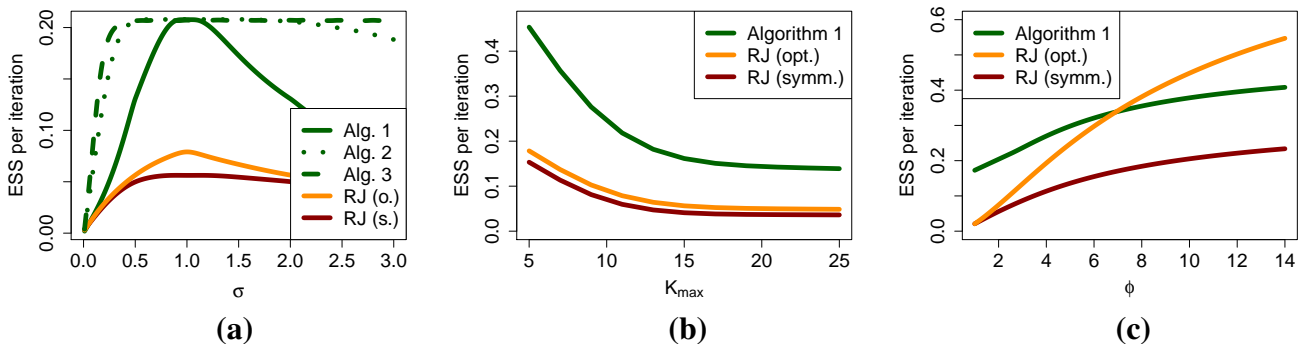 ESS per iteration
0.00
0.10
0.20
0.0 0.5 1.0 1.5 2.0 2.5 3.0
σ
Alg. 1
Alg. 2
Alg. 3
RJ (o.)
RJ (s.)
(a)
ESS per iteration
0.0 0.1 0.2 0.3 0.4
5 10 15 20 25
Kmax
Algorithm 1
RJ (opt.)
RJ (symm.)
(b)
ESS per iteration
0.0 0.2 0.4 0.6
2 4 6 8 10 12 14
ϕ
Algorithm 1
RJ (opt.)
RJ (symm.)
(c)